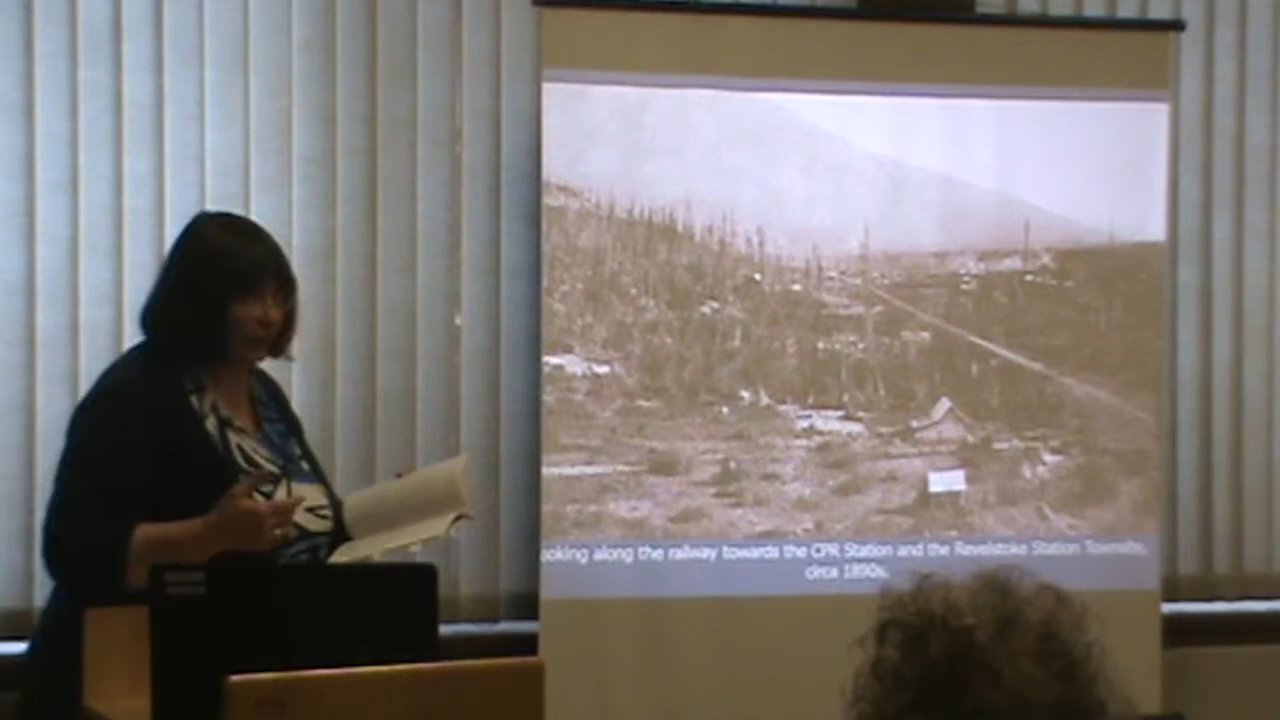 ooking along the railway towards the CPR Station and the Revelstoke Station Townsite,
circa 1890s.